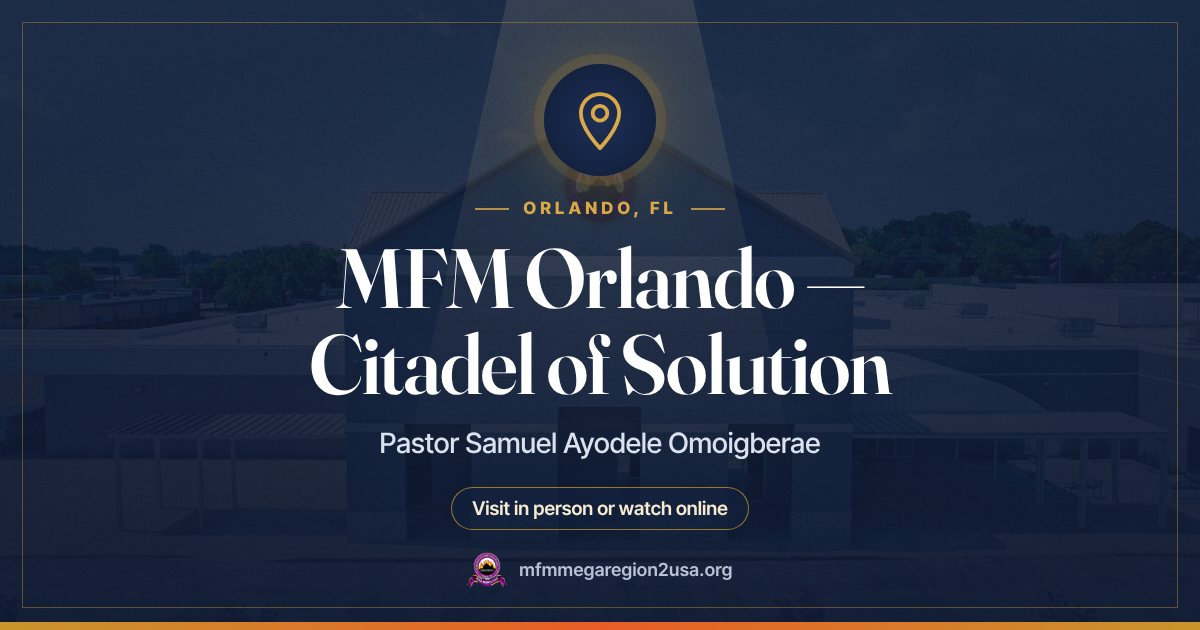 ORLANDO, FL
MFM Orlando —
Citadel of Solution
Pastor Samuel Ayodele Omoigberae
Visit in person or watch online
mfmmegaregion2usa.org